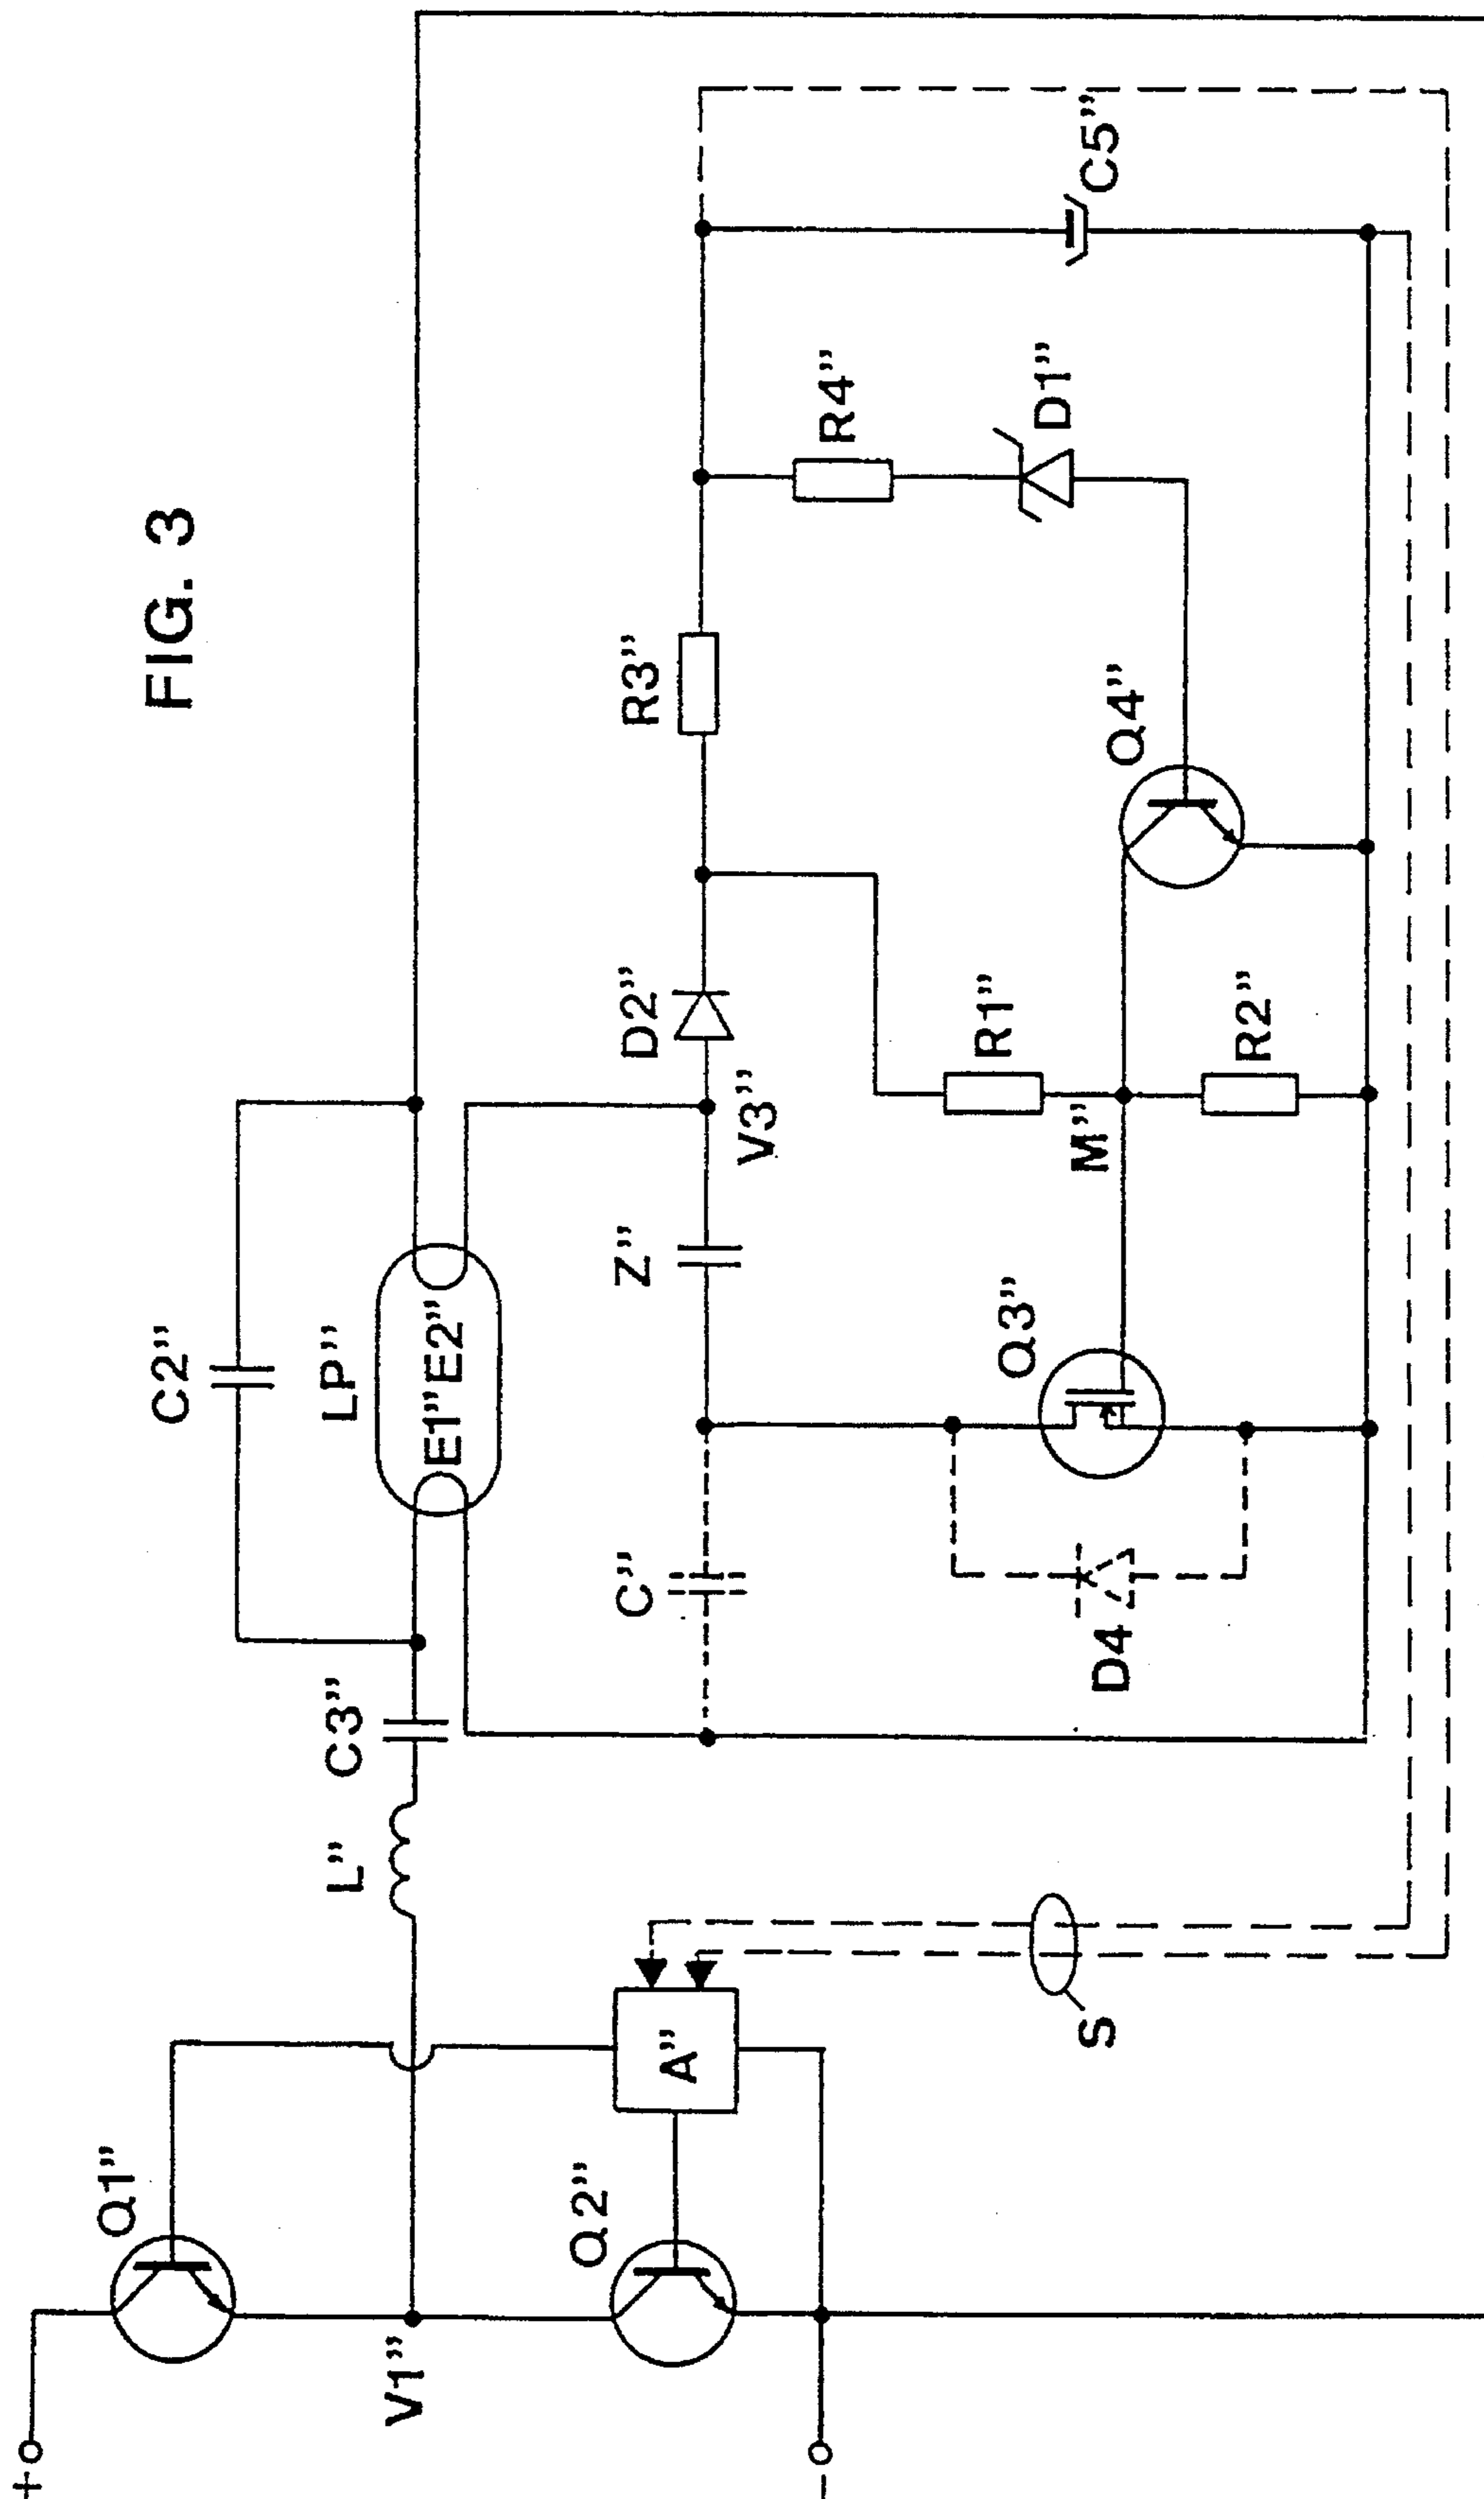 FIG. 3
C2”
LP”
L”
C3”
E1”E2”
Q1”
V1”
Q2”
A”
C”
Z”
D2”
R3”
V3”
R4”
D4
Q3”
M”
R1”
D1”
C5”
Q4”
R2”
S
+
-